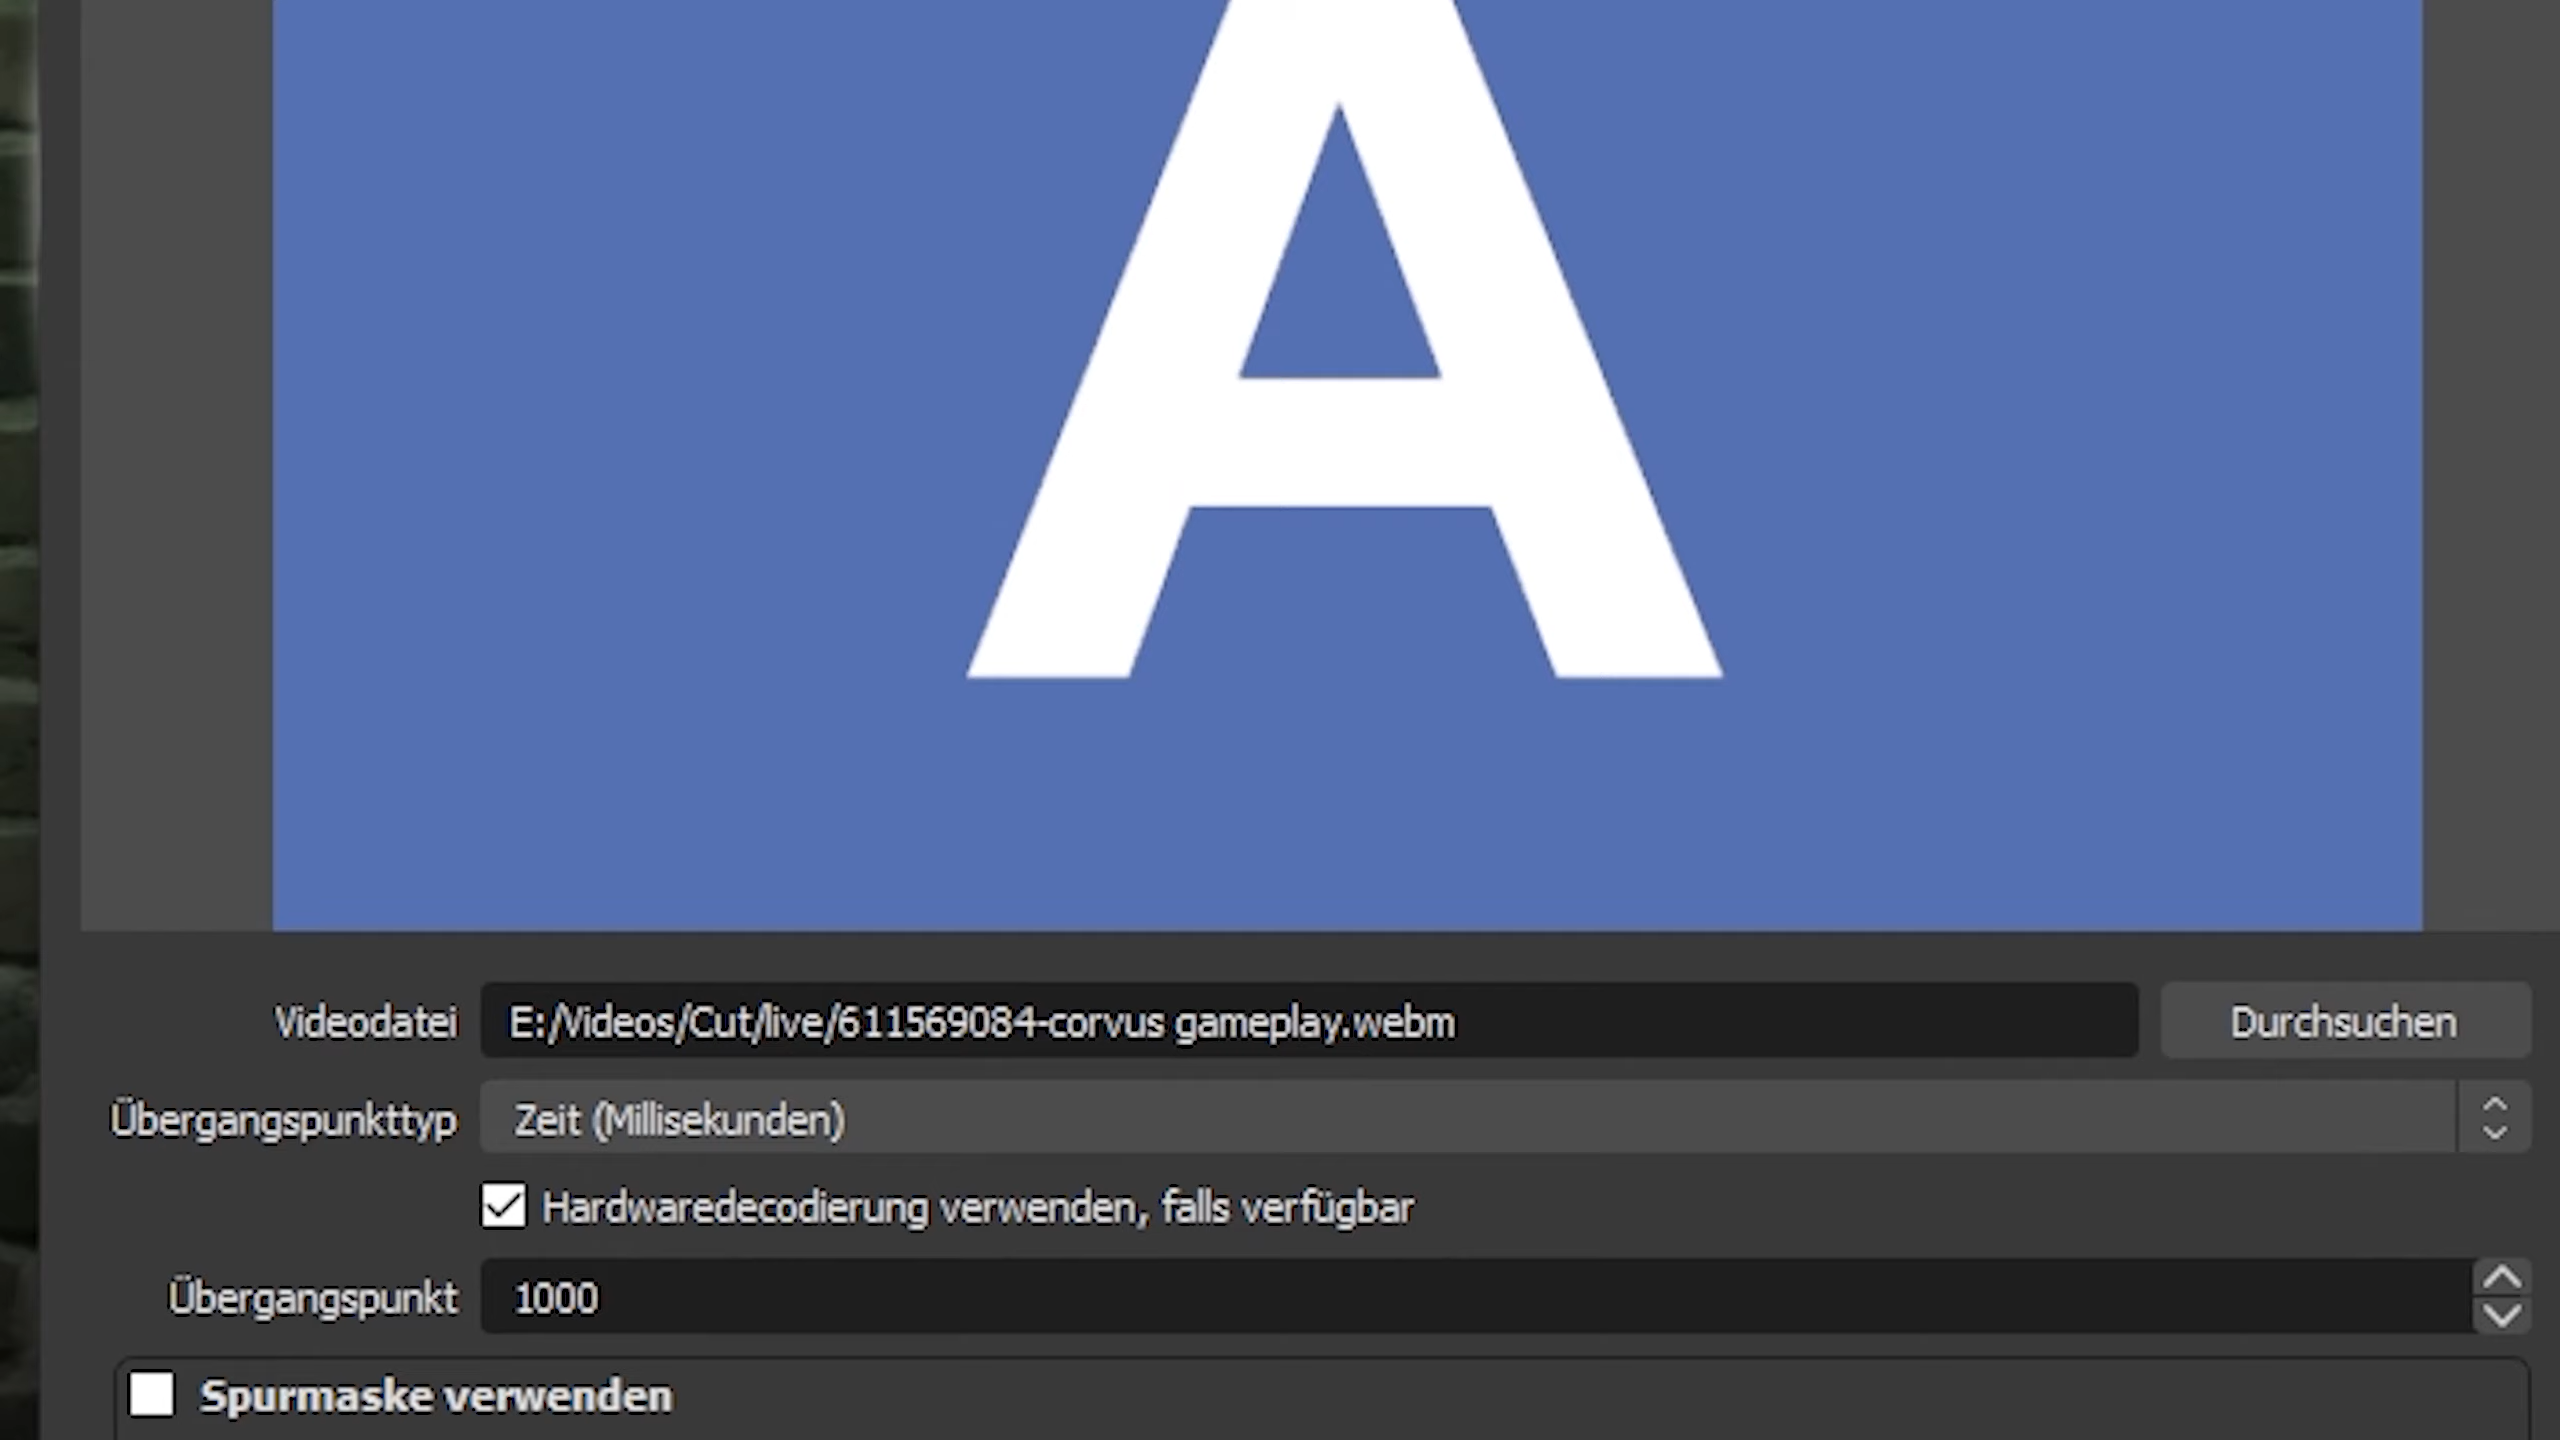 A
Videodatei E:/Videos/Cut/live/611569084-corvus gameplay.webm Durchsuchen
Übergangspunkttyp Zeit (Millisekunden)
Hardwaredecodierung verwenden, falls verfügbar
Übergangspunkt 1000
Spurmaske verwenden